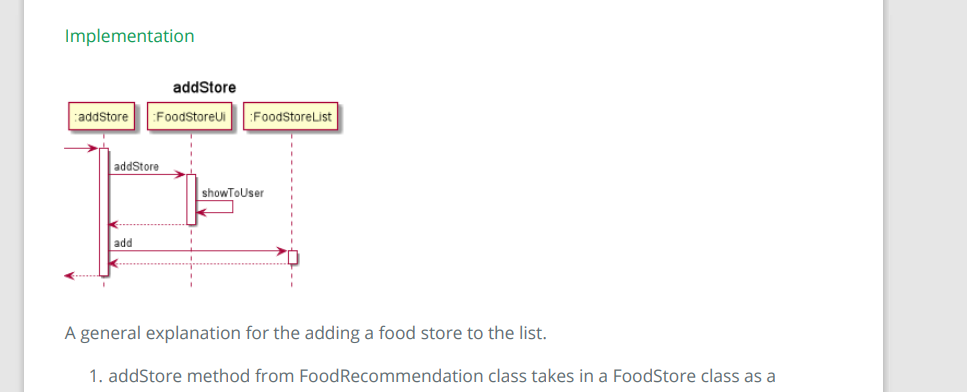 Implementation
addStore
:addStore
:FoodStoreUi
:FoodStoreList
addStore
showToUser
add
A general explanation for the adding a food store to the list.
1. addStore method from FoodRecommendation class takes in a FoodStore class as a